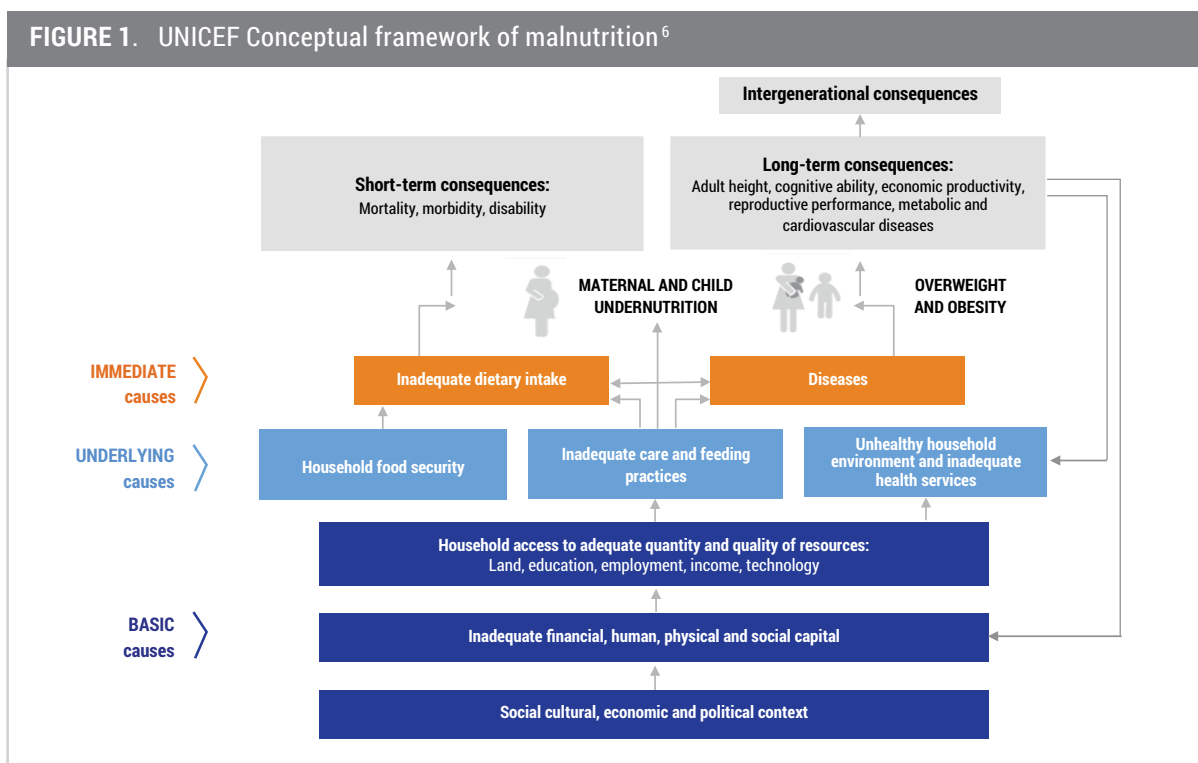 FIGURE 1. UNICEF Conceptual framework of malnutrition 6
Intergenerational consequences
Short-term consequences:
Mortality, morbidity, disability
Long-term consequences:
Adult height, cognitive ability, economic productivity,
reproductive performance, metabolic and
cardiovascular diseases
MATERNAL AND CHILD
UNDERNUTRITION
OVERWEIGHT
AND OBESITY
IMMEDIATE
causes
Inadequate dietary intake
Diseases
UNDERLYING
causes
Household food security
Inadequate care and feeding
practices
Unhealthy household
environment and inadequate
health services
Household access to adequate quantity and quality of resources:
Land, education, employment, income, technology
BASIC
causes
Inadequate financial, human, physical and social capital
Social cultural, economic and political context